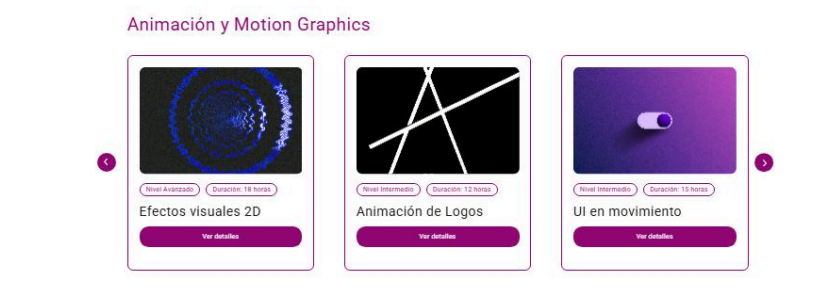 Animación y Motion Graphics
Nivel Avanzado Duración: 18 horas
Efectos visuales 2D
Ver detalles
Nivel Intermedio Duración: 12 horas
Animación de Logos
Ver detalles
Nivel Intermedio Duración: 15 horas
UI en movimiento
Ver detalles